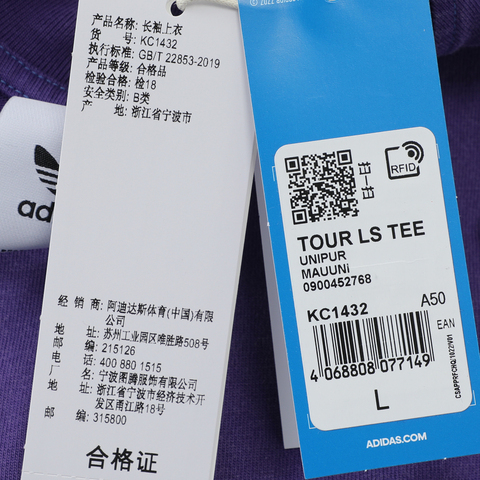 产品名称: 长袖上衣
货 号: KC1432
执行标准: GB/T 22853-2019
产品等级: 合格品
检验合格: 检18
安全类别: B类
产 地: 浙江省宁波市
经 销 商: 阿迪达斯体育(中国)有限
公司
地 址: 苏州工业园区唯胜路508号
邮 编: 215126
电 话: 400 880 1515
厂 名: 宁波图腾服饰有限公司
地 址: 浙江省宁波市经济技术开
发区甬江路18号
邮 编: 315800
合格证
RFID
TOUR LS TEE
UNIPUR
MAUUNI
0900452768
KC1432 A50
EAN
4 068808 077149
L
CSAPPRFCHQ/1022V01
ADIDAS.COM